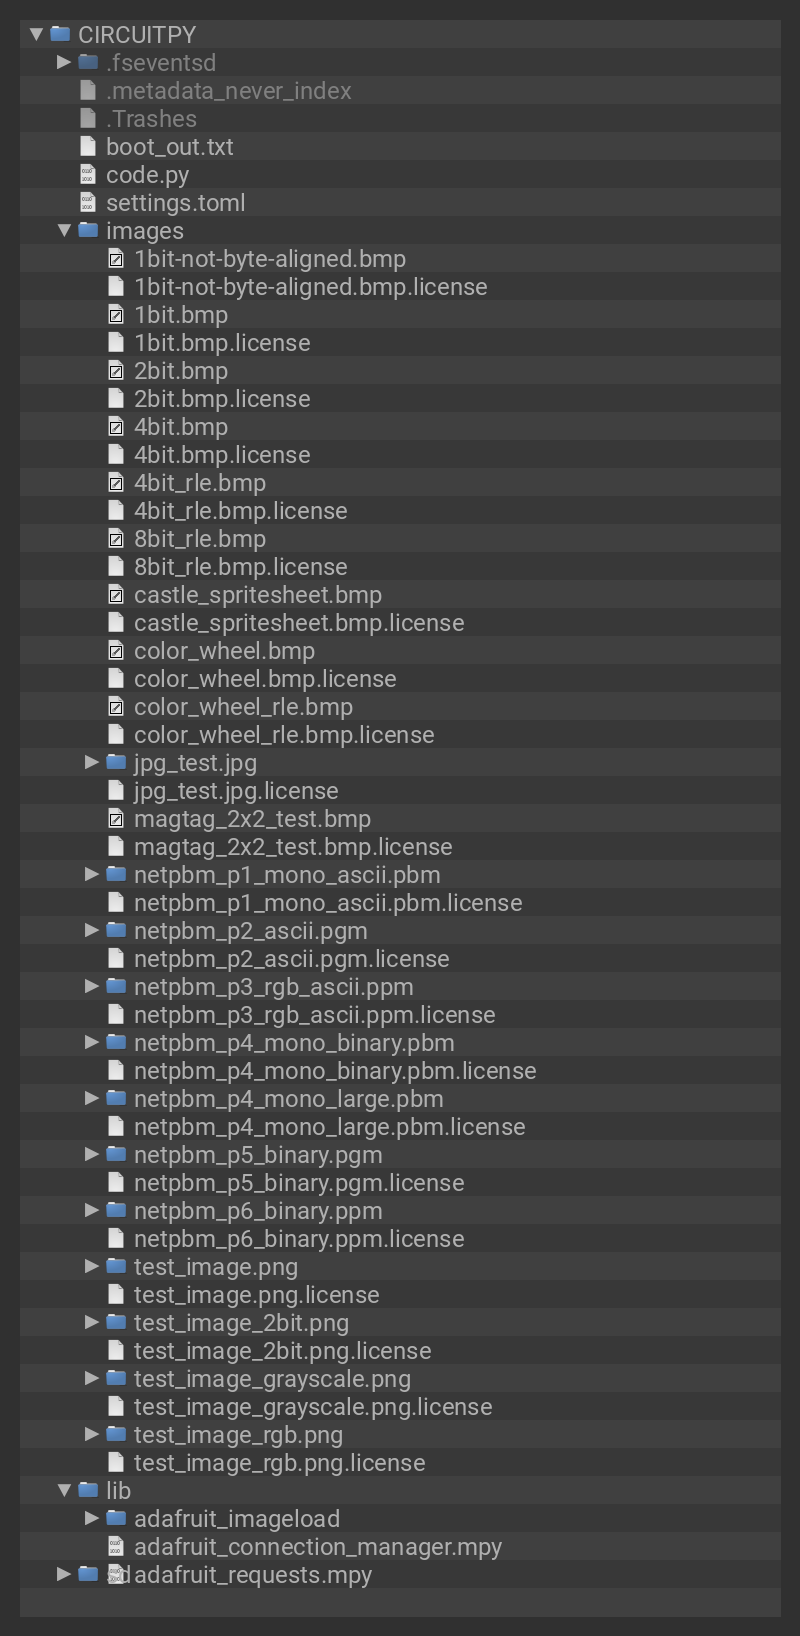 CIRCUITPY
.fseventsd
.metadata_never_index
.Trashes
boot_out.txt
code.py
settings.toml
images
1bit-not-byte-aligned.bmp
1bit-not-byte-aligned.bmp.license
1bit.bmp
1bit.bmp.license
2bit.bmp
2bit.bmp.license
4bit.bmp
4bit.bmp.license
4bit_rle.bmp
4bit_rle.bmp.license
8bit_rle.bmp
8bit_rle.bmp.license
castle_spritesheet.bmp
castle_spritesheet.bmp.license
color_wheel.bmp
color_wheel.bmp.license
color_wheel_rle.bmp
color_wheel_rle.bmp.license
jpg_test.jpg
jpg_test.jpg.license
magtag_2x2_test.bmp
magtag_2x2_test.bmp.license
netpbm_p1_mono_ascii.pbm
netpbm_p1_mono_ascii.pbm.license
netpbm_p2_ascii.pgm
netpbm_p2_ascii.pgm.license
netpbm_p3_rgb_ascii.ppm
netpbm_p3_rgb_ascii.ppm.license
netpbm_p4_mono_binary.pbm
netpbm_p4_mono_binary.pbm.license
netpbm_p4_mono_large.pbm
netpbm_p4_mono_large.pbm.license
netpbm_p5_binary.pgm
netpbm_p5_binary.pgm.license
netpbm_p6_binary.ppm
netpbm_p6_binary.ppm.license
test_image.png
test_image.png.license
test_image_2bit.png
test_image_2bit.png.license
test_image_grayscale.png
test_image_grayscale.png.license
test_image_rgb.png
test_image_rgb.png.license
lib
adafruit_imageload
adafruit_connection_manager.mpy
adafruit_requests.mpy